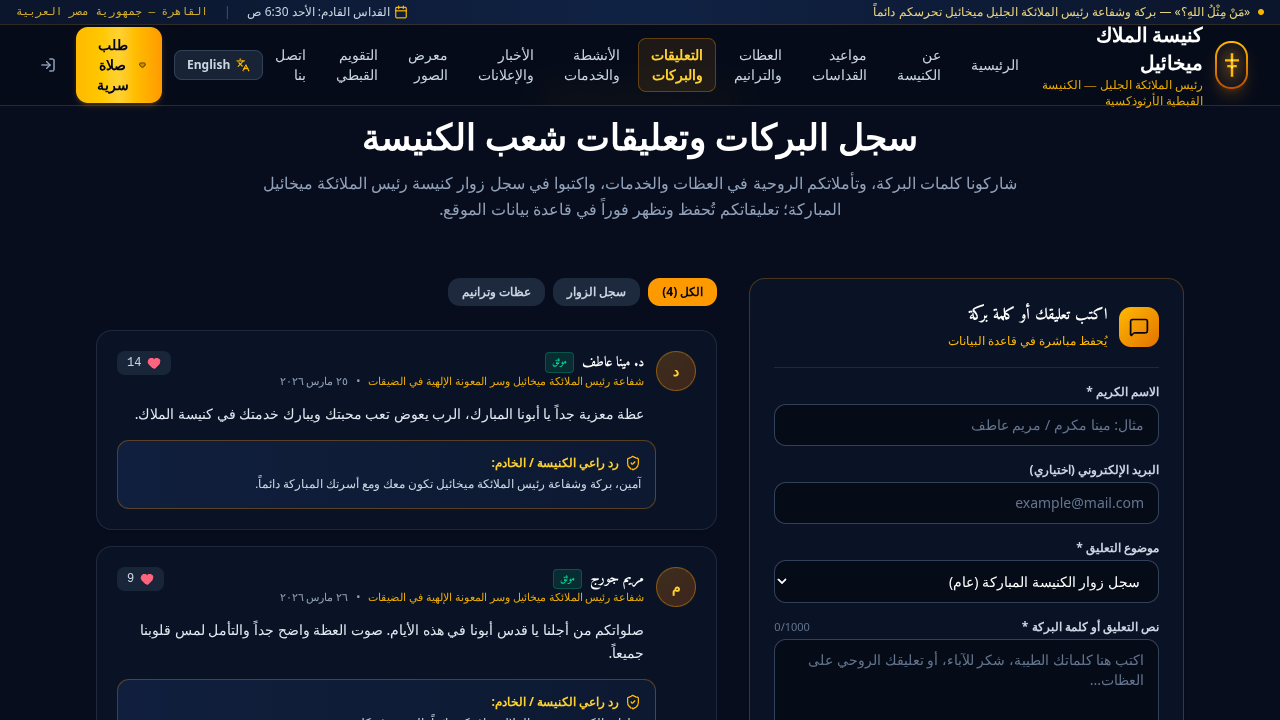 «مَنْ مِثْلُ اللهِ؟» — بركة وشفاعة رئيس الملائكة الجليل ميخائيل تحرسكم دائماً
القداس القادم: الأحد 6:30 ص
القاهرة — جمهورية مصر العربية
كنيسة الملاك ميخائيل
رئيس الملائكة الجليل — الكنيسة القبطية الأرثوذكسية
الرئيسية
عن الكنيسة
مواعيد القداسات
العظات والترانيم
التعليقات والبركات
الأنشطة والخدمات
الأخبار والإعلانات
معرض الصور
التقويم القبطي
اتصل بنا
English
طلب صلاة سرية
سجل البركات وتعليقات شعب الكنيسة
شاركونا كلمات البركة، وتأملاتكم الروحية في العظات والخدمات، واكتبوا في سجل زوار كنيسة رئيس الملائكة ميخائيل
المباركة؛ تعليقاتكم تُحفظ وتظهر فوراً في قاعدة بيانات الموقع.
اكتب تعليقك أو كلمة بركة
يُحفظ مباشرة في قاعدة البيانات
الاسم الكريم *
مثال: مينا مكرم / مريم عاطف
البريد الإلكتروني (اختياري)
example@mail.com
موضوع التعليق *
سجل زوار الكنيسة المباركة (عام)
نص التعليق أو كلمة البركة *
0/1000
اكتب هنا كلماتك الطيبة، شكر للآباء، أو تعليقك الروحي على
العظات...
الكل (4)
سجل الزوار
عظات وترانيم
د
د. مينا عاطف
موثق
14
شفاعة رئيس الملائكة ميخائيل وسر المعونة الإلهية في الضيقات • ٢٥ مارس ٢٠٢٦
عظة معزية جداً يا أبونا المبارك، الرب يعوض تعب محبتك ويبارك خدمتك في كنيسة الملاك.
رد راعي الكنيسة / الخادم:
آمين، بركة وشفاعة رئيس الملائكة ميخائيل تكون معك ومع أسرتك المباركة دائماً.
م
مريم جورج
موثق
9
شفاعة رئيس الملائكة ميخائيل وسر المعونة الإلهية في الضيقات • ٢٦ مارس ٢٠٢٦
صلواتكم من أجلنا يا قدس أبونا في هذه الأيام. صوت العظة واضح جداً والتأمل لمس قلوبنا
جميعاً.
رد راعي الكنيسة / الخادم: